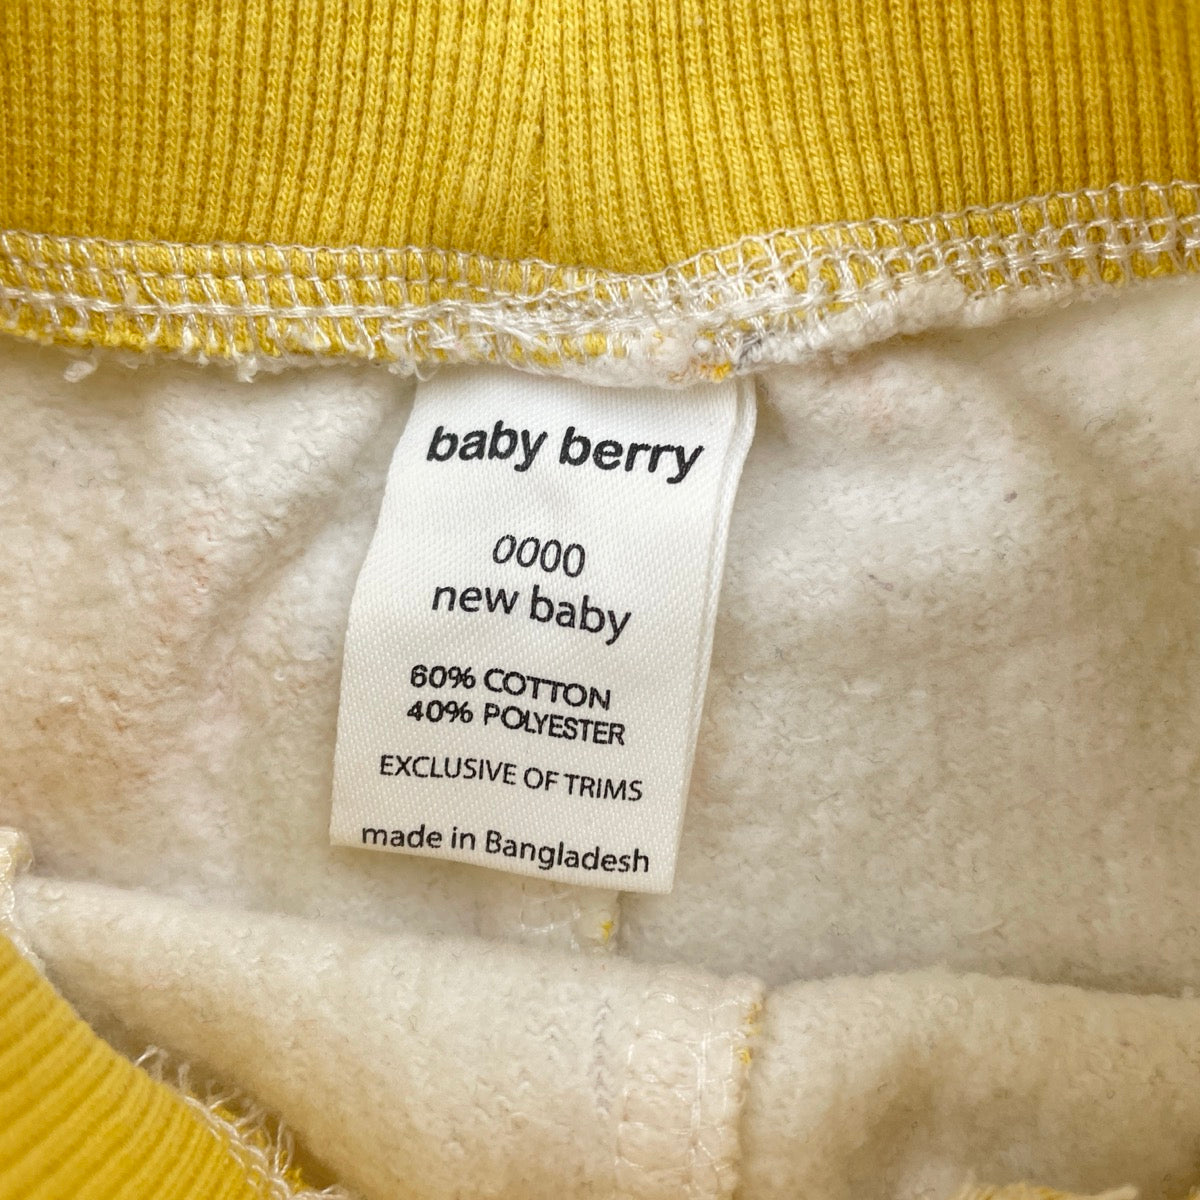 baby berry
0000
new baby
60% COTTON
40% POLYESTER
EXCLUSIVE OF TRIMS
made in Bangladesh